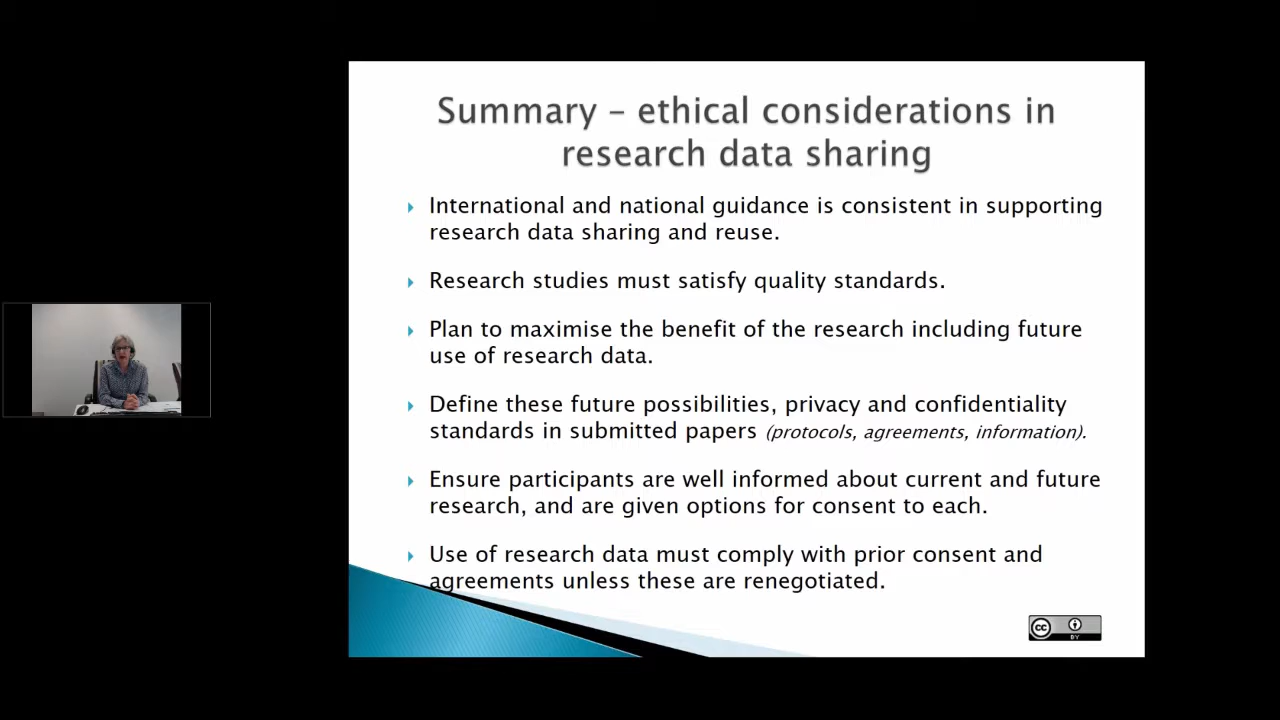 Summary – ethical considerations in
research data sharing
International and national guidance is consistent in supporting
research data sharing and reuse.
Research studies must satisfy quality standards.
Plan to maximise the benefit of the research including future
use of research data.
Define these future possibilities, privacy and confidentiality
standards in submitted papers (protocols, agreements, information).
Ensure participants are well informed about current and future
research, and are given options for consent to each.
Use of research data must comply with prior consent and
agreements unless these are renegotiated.
cc
BY